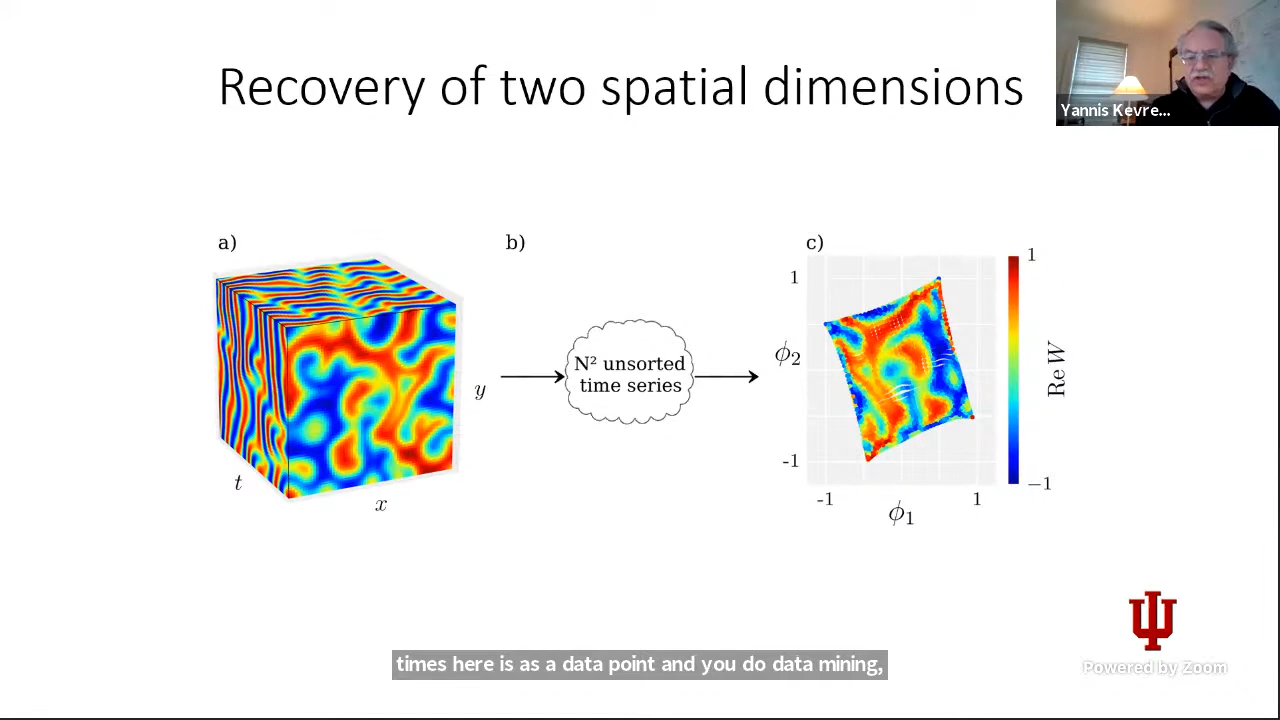 Recovery of two spatial dimensions
Yannis Kevre...
a)
b)
c)
t
x
y
N² unsorted
time series
1
ϕ₂
-1
-1
ϕ₁
1
1
Re W
−1
times here is as a data point and you do data mining,
Powered by Zoom